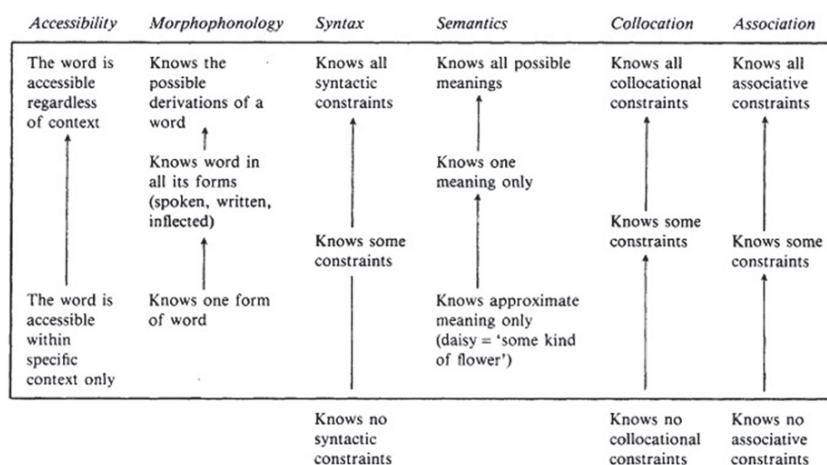 Accessibility Morphophonology Syntax Semantics Collocation Association
The word is
accessible
regardless
of context
The word is
accessible
within
specific
context only
Knows the
possible
derivations of a
word
Knows word in
all its forms
(spoken, written,
inflected)
Knows one form
of word
Knows all
syntactic
constraints
Knows some
constraints
Knows no
syntactic
constraints
Knows all possible
meanings
Knows one
meaning only
Knows approximate
meaning only
(daisy = 'some kind
of flower')
Knows all
collocational
constraints
Knows some
constraints
Knows no
collocational
constraints
Knows all
associative
constraints
Knows some
constraints
Knows no
associative
constraints